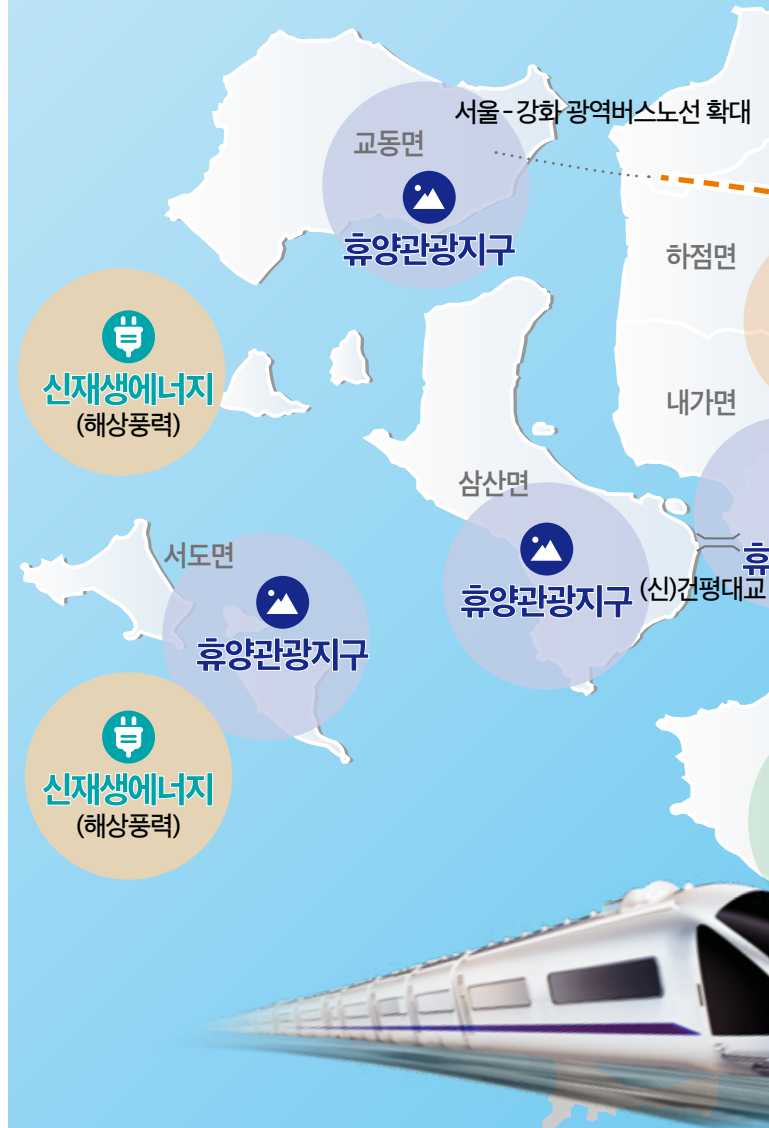 서울-강화 광역버스노선 확대
교동면
휴양관광지구
하점면
신재생에너지
(해상풍력)
내가면
삼산면
서도면
휴
휴양관광지구
(신)건평대교
휴양관광지구
신재생에너지
(해상풍력)